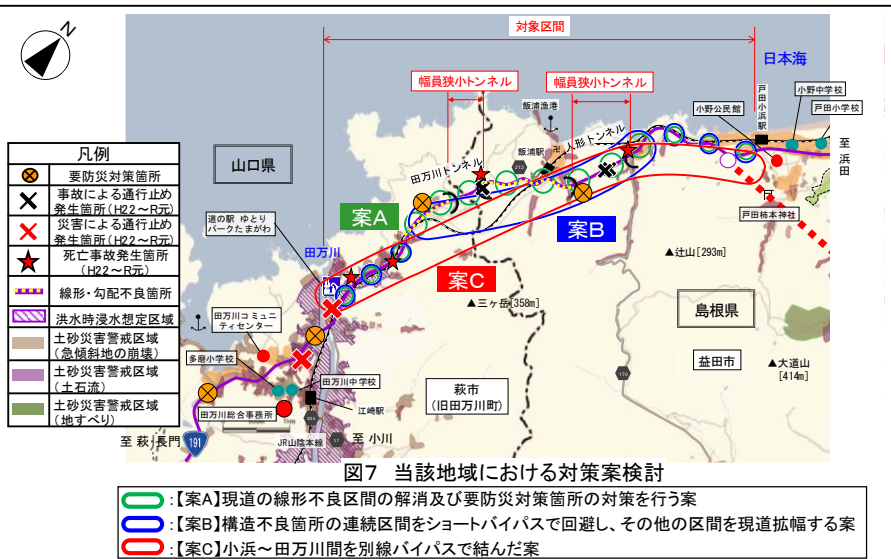 N
対象区間
日本海
幅員狭小トンネル
幅員狭小トンネル
飯浦漁港
戸田小浜駅
小野公民館
小野中学校
戸田小学校
至浜田
凡例
要防災対策箇所
事故による通行止め
発生箇所(H22～R元)
災害による通行止め
発生箇所(H22～R元)
死亡事故発生箇所
(H22～R元)
線形・勾配不良箇所
洪水時浸水想定区域
土砂災害警戒区域
(急傾斜地の崩壊)
土砂災害警戒区域
(土石流)
土砂災害警戒区域
(地すべり)
山口県
田万川トンネル
飯浦駅
人形トンネル
213
道の駅 ゆとり
パークたまがわ
田万川
案A
案B
案C
戸田柿本神社
▲辻山[293m]
▲三ヶ岳[358m]
島根県
益田市
▲大道山
[414m]
田万川コミュニ
ティセンター
多磨小学校
田万川中学校
田万川総合事務所
江崎駅
萩市
(旧田万川町)
170
至 萩・長門
191
JR山陰本線
至 小川
図7 当該地域における対策案検討
:【案A】現道の線形不良区間の解消及び要防災対策箇所の対策を行う案
:【案B】構造不良箇所の連続区間をショートバイパスで回避し、その他の区間を現道拡幅する案
:【案C】小浜～田万川間を別線バイパスで結んだ案